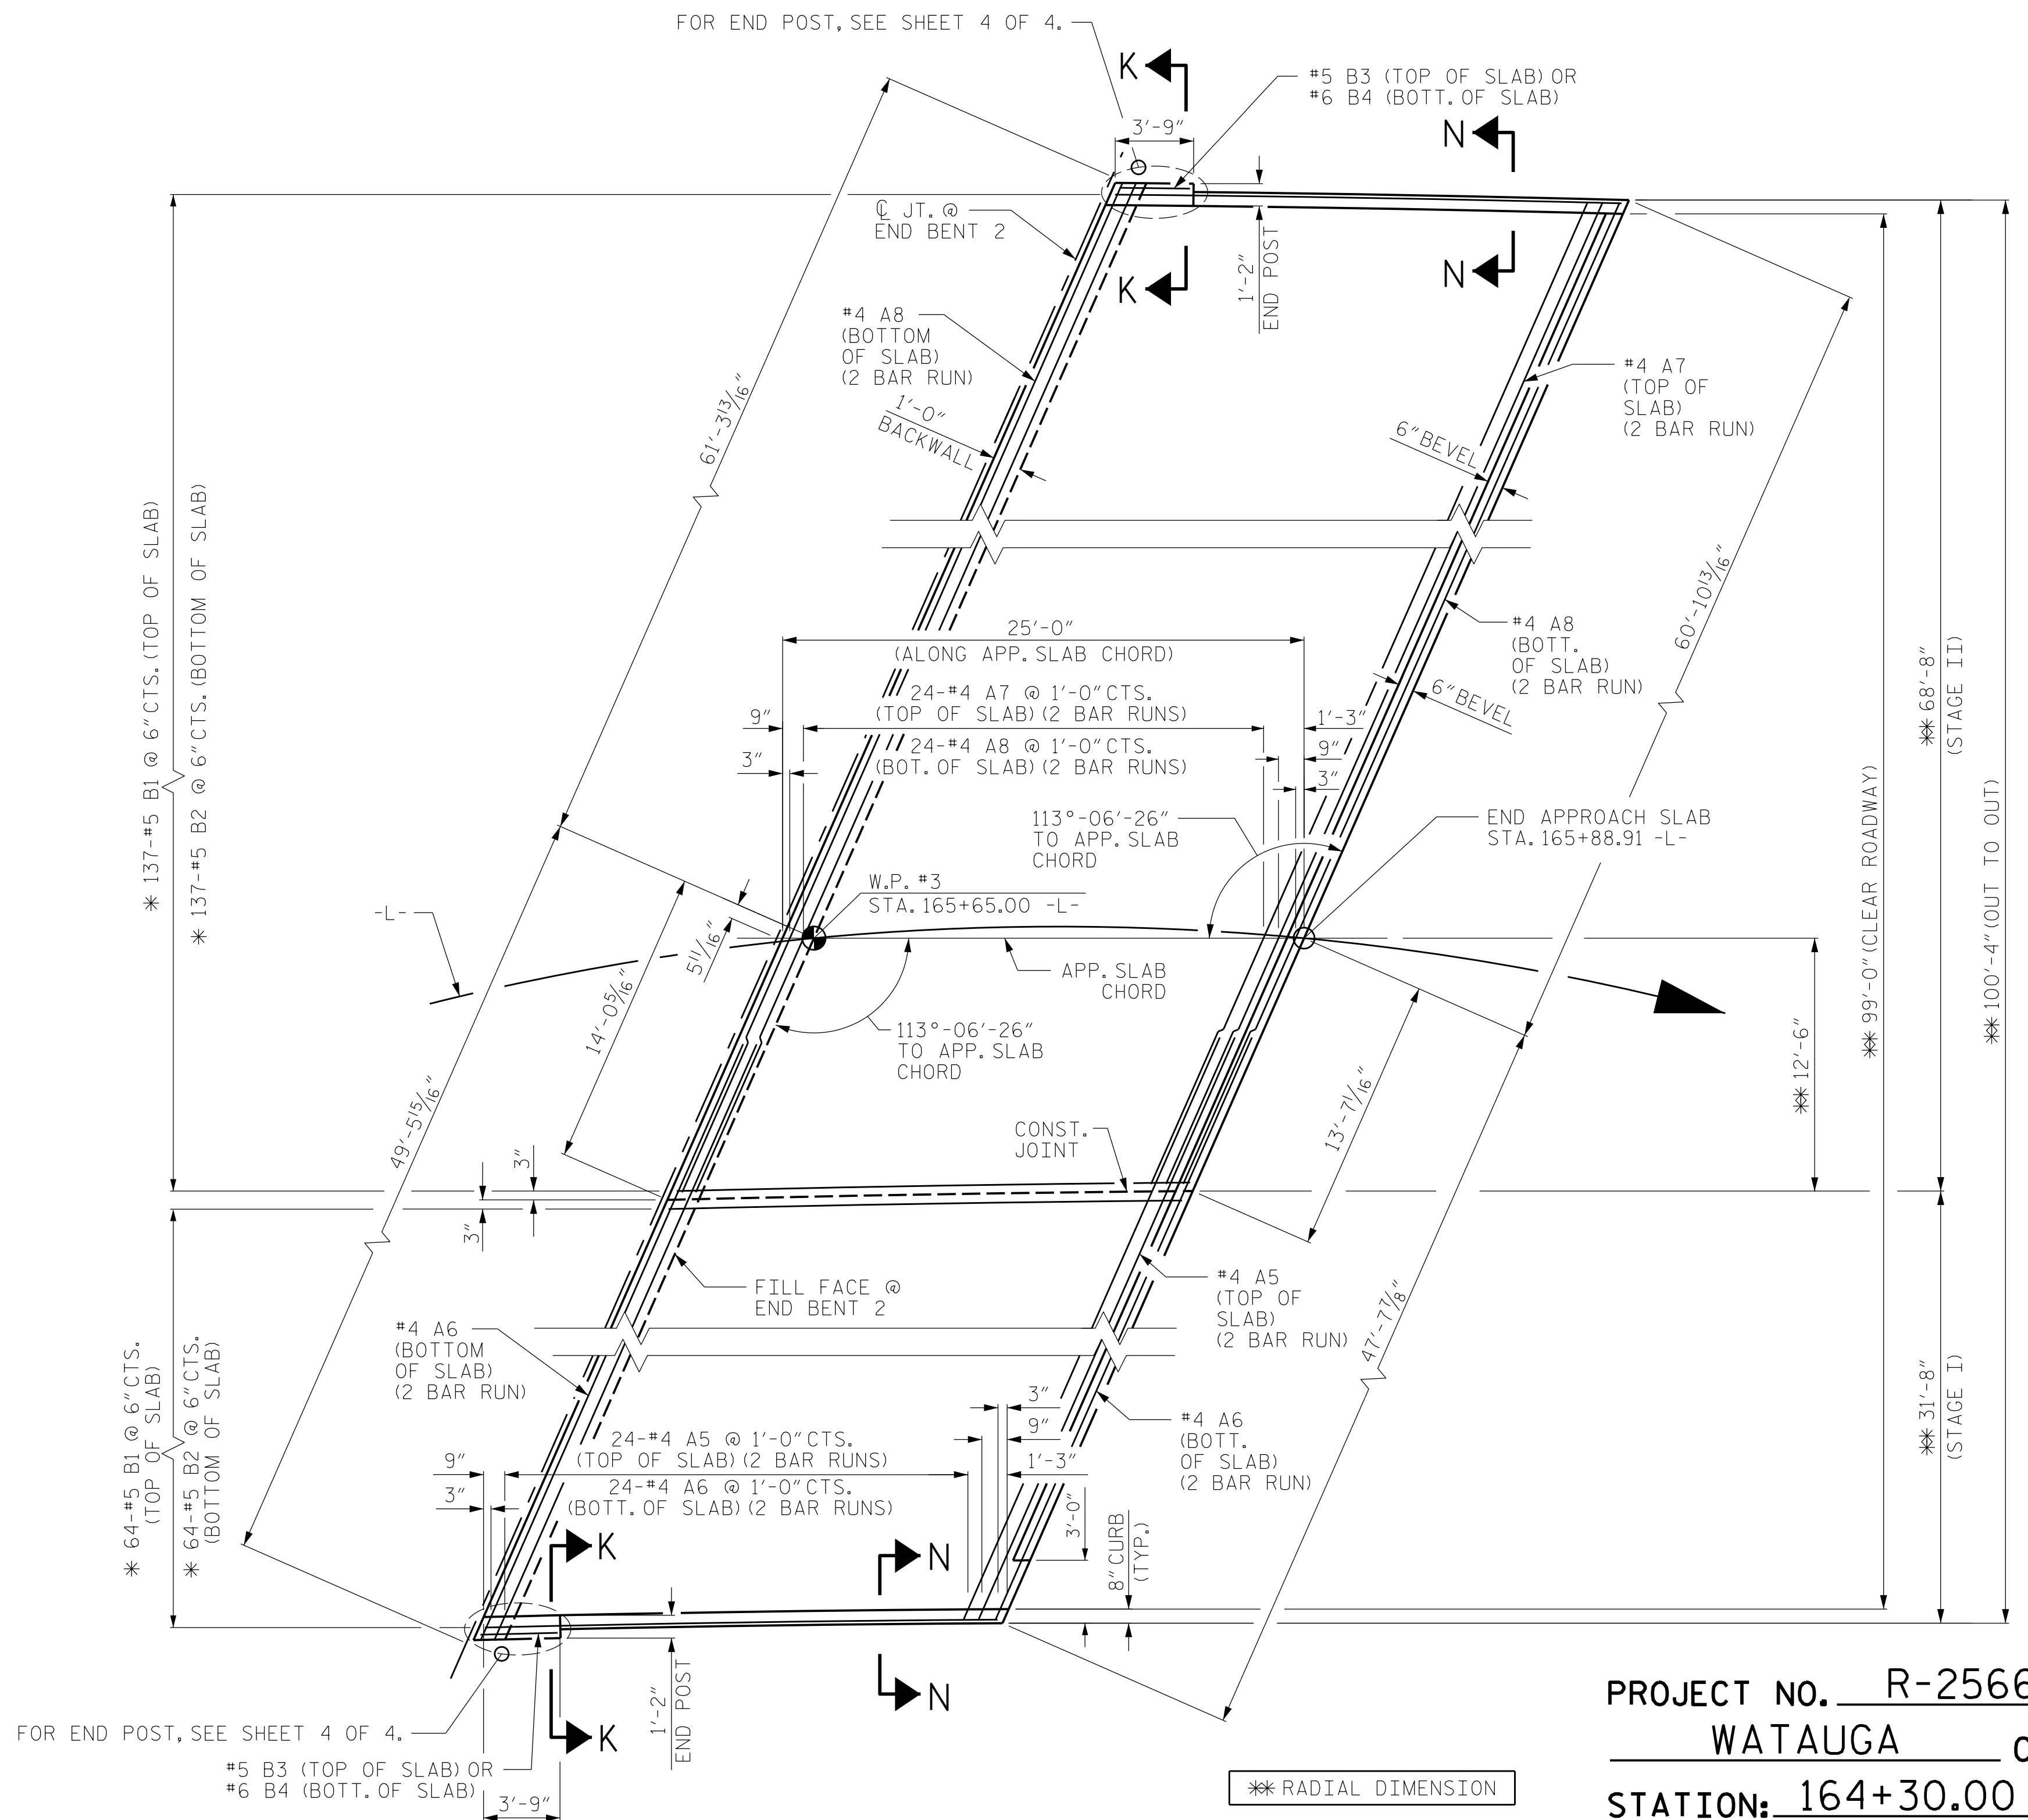 FOR END POST, SEE SHEET 4 OF 4.
K
#5 B3 (TOP OF SLAB) OR
#6 B4 (BOTT. OF SLAB)
N
3'-9"
℄ JT. @
END BENT 2
K
N
1'-2"
END POST
#4 A8
(BOTTOM
OF SLAB)
(2 BAR RUN)
#4 A7
(TOP OF
SLAB)
(2 BAR RUN)
61'-3 13/16"
1'-0"
BACKWALL
6" BEVEL
* 137-#5 B1 @ 6" CTS. (TOP OF SLAB)
* 137-#5 B2 @ 6" CTS. (BOTTOM OF SLAB)
60'-10 13/16"
25'-0"
(ALONG APP. SLAB CHORD)
#4 A8
(BOTT.
OF SLAB)
(2 BAR RUN)
** 68'-8"
(STAGE II)
24-#4 A7 @ 1'-0" CTS.
(TOP OF SLAB) (2 BAR RUNS)
6" BEVEL
9"
1'-3"
24-#4 A8 @ 1'-0" CTS.
(BOT. OF SLAB) (2 BAR RUNS)
3"
9"
3"
** 99'-0" (CLEAR ROADWAY)
** 100'-4" (OUT TO OUT)
113°-06'-26"
TO APP. SLAB
CHORD
END APPROACH SLAB
STA. 165+88.91 -L-
W.P. #3
STA. 165+65.00 -L-
-L-
5 11/16"
14'-0 5/16"
APP. SLAB
CHORD
113°-06'-26"
TO APP. SLAB
CHORD
** 12'-6"
13'-7 1/16"
49'-5 15/16"
CONST.
JOINT
3"
3"
FILL FACE @
END BENT 2
#4 A5
(TOP OF
SLAB)
(2 BAR RUN)
47'-7 7/8"
#4 A6
(BOTTOM
OF SLAB)
(2 BAR RUN)
* 64-#5 B1 @ 6" CTS.
(TOP OF SLAB)
* 64-#5 B2 @ 6" CTS.
(BOTTOM OF SLAB)
** 31'-8"
(STAGE I)
3"
9"
#4 A6
(BOTT.
OF SLAB)
(2 BAR RUN)
24-#4 A5 @ 1'-0" CTS.
(TOP OF SLAB) (2 BAR RUNS)
9"
1'-3"
24-#4 A6 @ 1'-0" CTS.
(BOTT. OF SLAB) (2 BAR RUNS)
3"
3'-0"
8" CURB
(TYP.)
K
N
1'-2"
END POST
N
K
FOR END POST, SEE SHEET 4 OF 4.
#5 B3 (TOP OF SLAB) OR
#6 B4 (BOTT. OF SLAB)
3'-9"
** RADIAL DIMENSION
PROJECT NO. R-2566
WATAUGA
STATION: 164+30.00